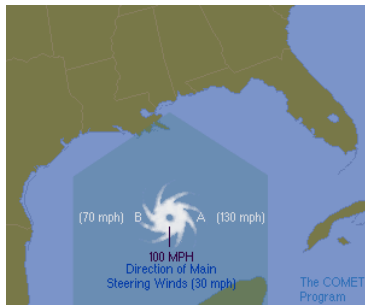 (70 mph) B A (130 mph)
100 MPH
Direction of Main
Steering Winds (30 mph)
The COMET
Program